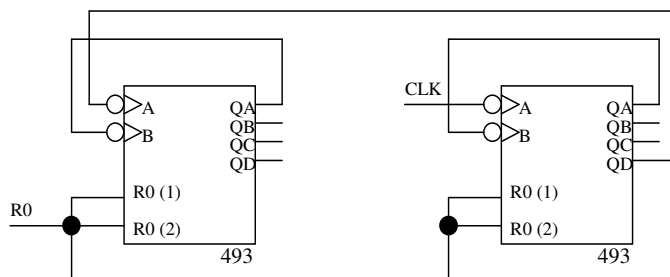 CLK
A
B
QA
QB
QC
QD
R0 (1)
R0 (2)
R0
493
A
B
QA
QB
QC
QD
R0 (1)
R0 (2)
493